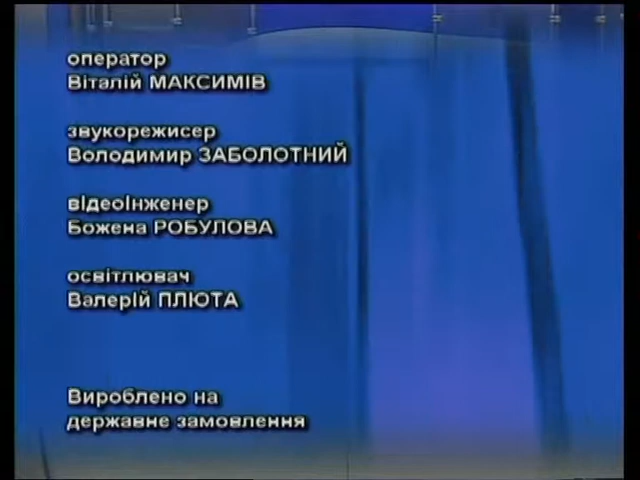 оператор
Віталій МАКСИМІВ
звукорежисер
Володимир ЗАБОЛОТНИЙ
відеоінженер
Божена РОБУЛОВА
освітлювач
Валерій ПЛЮТА
Вироблено на
державне замовлення